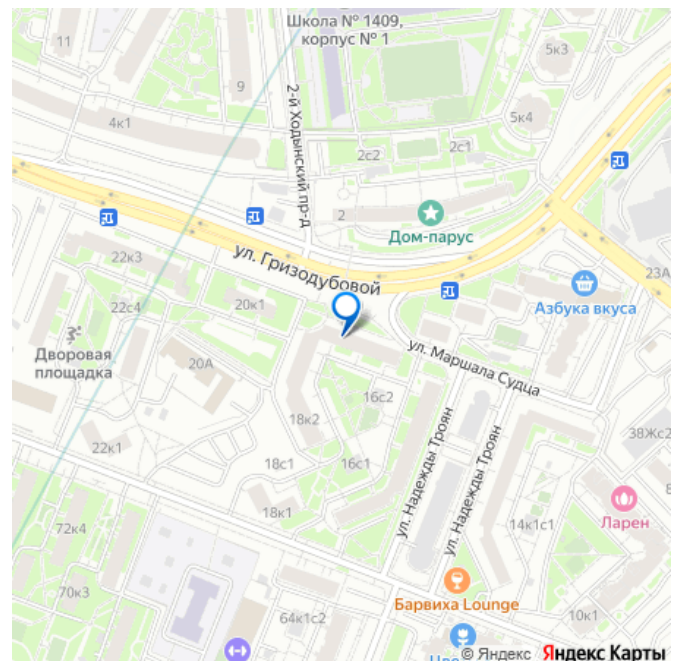 Школа № 1409,
корпус № 1
11
9
5к3
4к1
2-й Ходынский пр-д
5к4
2с2
2с1
2
Дом-парус
ул. Гризодубовой
22к3
23А
22с4
20к1
Азбука вкуса
Дворовая
площадка
20А
ул. Маршала Судца
16с2
18к2
ул. Надежды Троян
ул. Надежды Троян
38Жс2
22к1
18с1
16с1
18к1
14к1с1
Ларен
72к4
70к3
Барвиха Lounge
64к1с2
10к1
© Яндекс Яндекс Карты